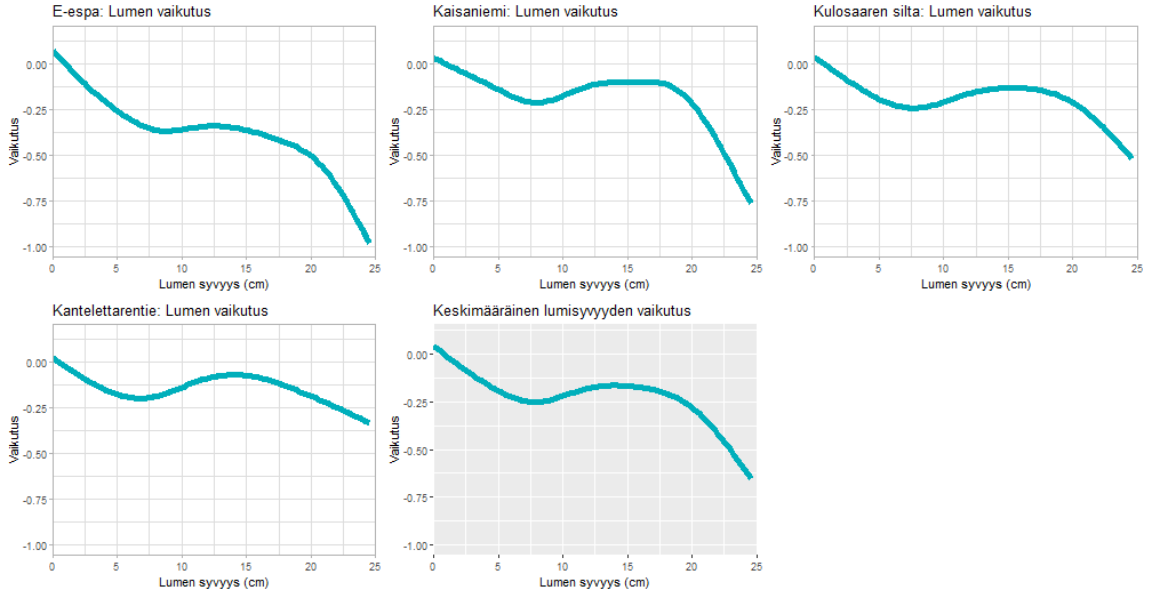 E-espa: Lumen vaikutus
Vaikutus
0.00
-0.25
-0.50
-0.75
-1.00
0 5 10 15 20 25
Lumen syvyys (cm)
Kaisaniemi: Lumen vaikutus
Vaikutus
0.00
-0.25
-0.50
-0.75
-1.00
0 5 10 15 20 25
Lumen syvyys (cm)
Kulosaaren silta: Lumen vaikutus
Vaikutus
0.00
-0.25
-0.50
-0.75
-1.00
0 5 10 15 20 25
Lumen syvyys (cm)
Kantelettarentie: Lumen vaikutus
Vaikutus
0.00
-0.25
-0.50
-0.75
-1.00
0 5 10 15 20 25
Lumen syvyys (cm)
Keskimääräinen lumisyvyyden vaikutus
Vaikutus
0.00
-0.25
-0.50
-0.75
-1.00
0 5 10 15 20 25
Lumen syvyys (cm)